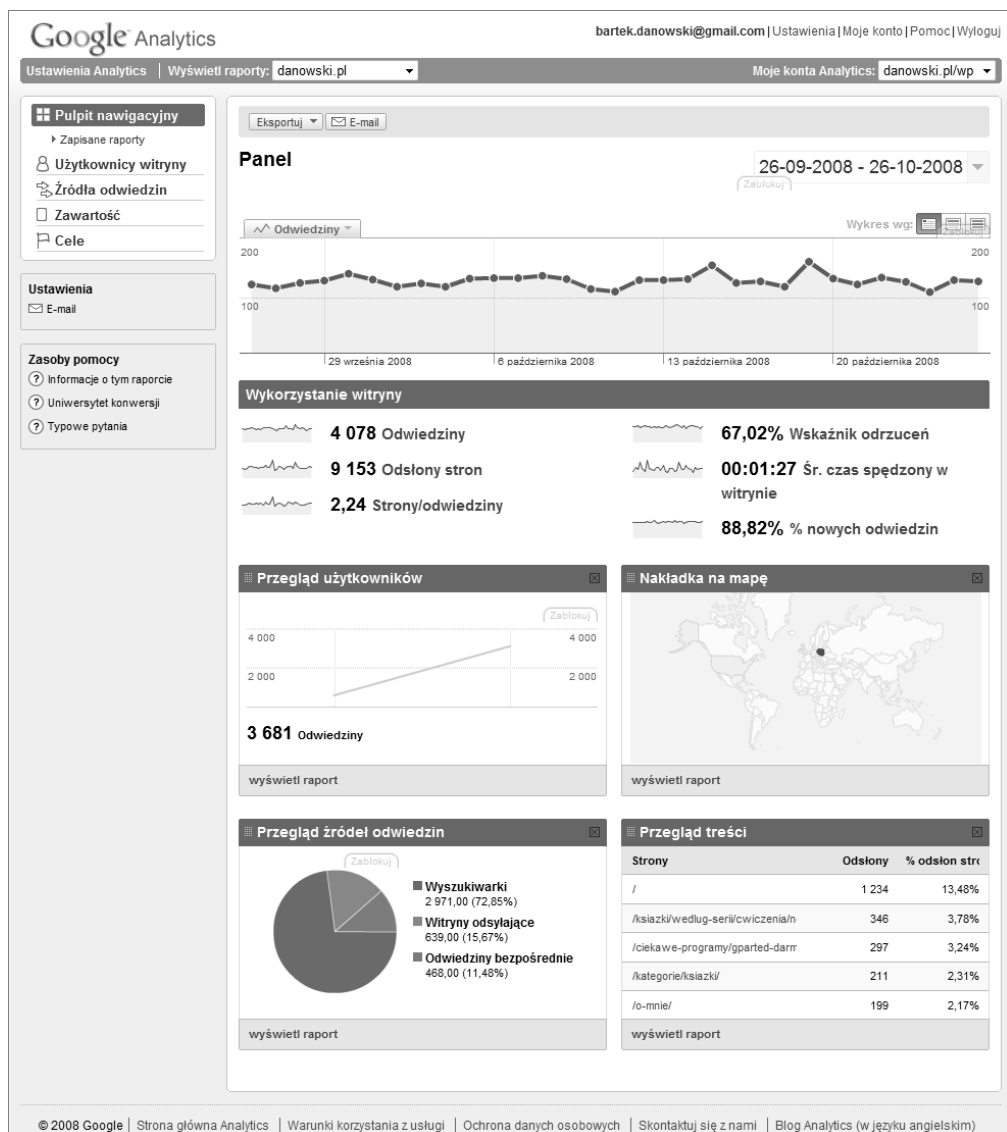 Google Analytics
bartek.danowski@gmail.com | Ustawienia | Moje konto | Pomoc | Wyloguj
Ustawienia Analytics | Wyświetl raporty: danowski.pl
Moje konta Analytics: danowski.pl/wp
Pulpit nawigacyjny
Zapisane raporty
Użytkownicy witryny
Źródła odwiedzin
Zawartość
Cele
Ustawienia
E-mail
Zasoby pomocy
Informacje o tym raporcie
Uniwersytet konwersji
Typowe pytania
Eksportuj
E-mail
Panel
26-09-2008 - 26-10-2008
Zablokuj
Odwiedziny
Wykres wg:
Zablokuj
200
200
100
100
29 września 2008
6 października 2008
13 października 2008
20 października 2008
Wykorzystanie witryny
4 078 Odwiedziny
9 153 Odsłony stron
2,24 Strony/odwiedziny
67,02% Wskaźnik odrzuceń
00:01:27 Śr. czas spędzony w
witrynie
88,82% % nowych odwiedzin
Przegląd użytkowników
Zablokuj
4 000
4 000
2 000
2 000
3 681 Odwiedziny
wyświetl raport
Nakładka na mapę
wyświetl raport
Przegląd źródeł odwiedzin
Zablokuj
Wyszukiwarki
2 971,00 (72,85%)
Witryny odsyłające
639,00 (15,67%)
Odwiedziny bezpośrednie
468,00 (11,48%)
wyświetl raport
Przegląd treści
Strony Odsłony % odsłon strc
/ 1 234 13,48%
/ksiazki/wedlug-serii/cwiczenia/n 346 3,78%
/ciekawe-programy/gparted-darm 297 3,24%
/kategorie/ksiazki/ 211 2,31%
/o-mnie/ 199 2,17%
wyświetl raport
© 2008 Google | Strona główna Analytics | Warunki korzystania z usługi | Ochrona danych osobowych | Skontaktuj się z nami | Blog Analytics (w języku angielskim)